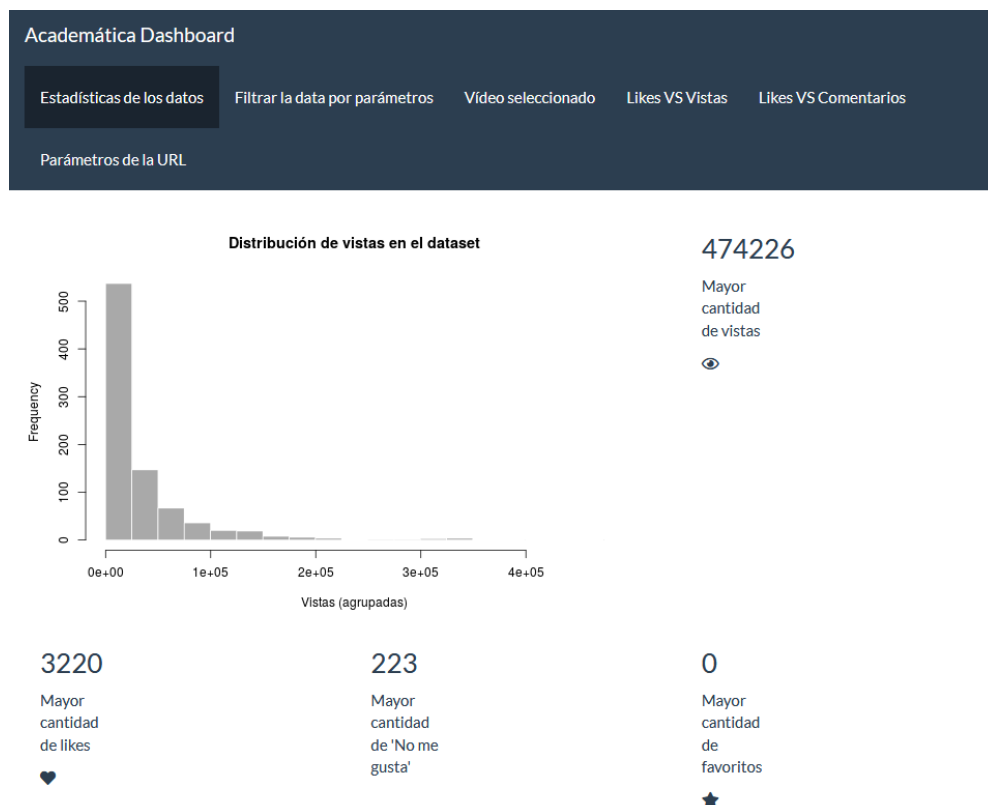 Academática Dashboard
Estadísticas de los datos
Filtrar la data por parámetros
Vídeo seleccionado
Likes VS Vistas
Likes VS Comentarios
Parámetros de la URL
Distribución de vistas en el dataset
Frequency
500
400
300
200
100
0
0e+00
1e+05
2e+05
3e+05
4e+05
Vistas (agrupadas)
474226
Mayor
cantidad
de vistas
3220
Mayor
cantidad
de likes
223
Mayor
cantidad
de 'No me
gusta'
0
Mayor
cantidad
de
favoritos